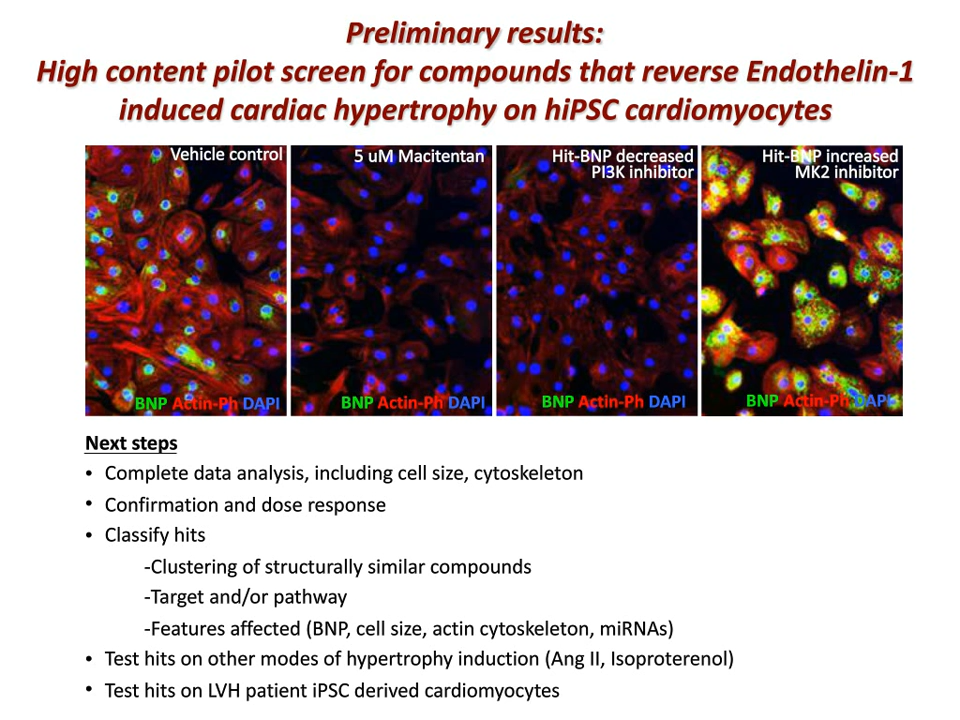 Preliminary results:
High content pilot screen for compounds that reverse Endothelin-1
induced cardiac hypertrophy on hiPSC cardiomyocytes
Vehicle control
5 uM Macitentan
Hit-BNP decreased
PI3K inhibitor
Hit-BNP increased
MK2 inhibitor
BNP Actin-Ph DAPI
BNP Actin-Ph DAPI
BNP Actin-Ph DAPI
BNP Actin-Ph DAPI
Next steps
• Complete data analysis, including cell size, cytoskeleton
• Confirmation and dose response
• Classify hits
-Clustering of structurally similar compounds
-Target and/or pathway
-Features affected (BNP, cell size, actin cytoskeleton, miRNAs)
• Test hits on other modes of hypertrophy induction (Ang II, Isoproterenol)
• Test hits on LVH patient iPSC derived cardiomyocytes